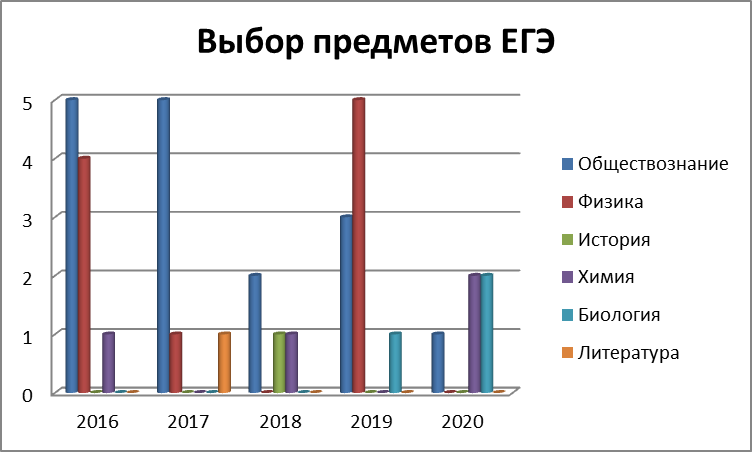 Выбор предметов ЕГЭ
5
4
3
2
1
0
2016 2017 2018 2019 2020
Обществознание
Физика
История
Химия
Биология
Литература